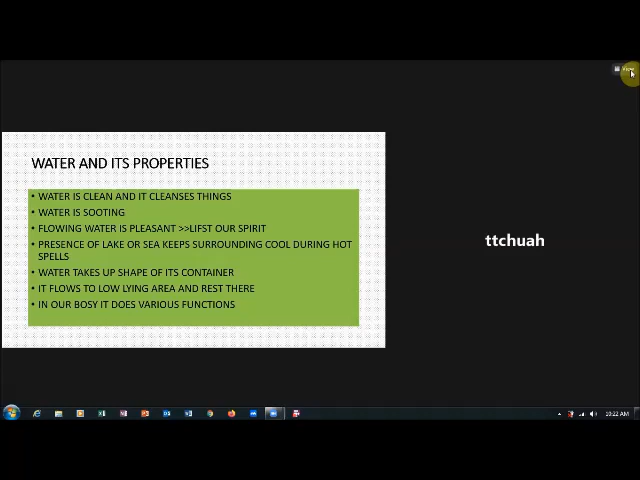 View
WATER AND ITS PROPERTIES
• WATER IS CLEAN AND IT CLEANSES THINGS
• WATER IS SOOTING
• FLOWING WATER IS PLEASANT >>LIFST OUR SPIRIT
• PRESENCE OF LAKE OR SEA KEEPS SURROUNDING COOL DURING HOT
SPELLS
• WATER TAKES UP SHAPE OF ITS CONTAINER
• IT FLOWS TO LOW LYING AREA AND REST THERE
• IN OUR BOSY IT DOES VARIOUS FUNCTIONS
ttchuah
10:22 AM